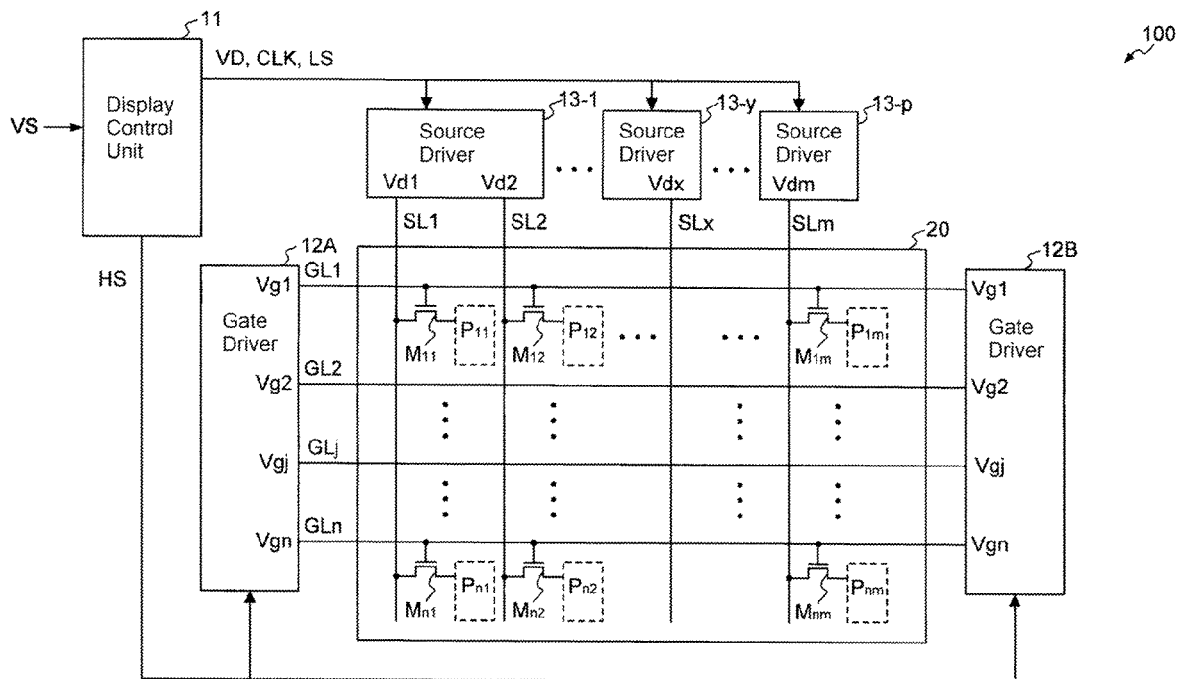 11
100
VD, CLK, LS
Display
Control
Unit
VS
13-1
13-y
13-p
Source
Driver
Source
Driver
Source
Driver
Vd1 Vd2
Vdx
Vdm
SL1
SL2
SLx
SLm
20
HS
12A
12B
GL1
Vg1
Vg1
Gate
Driver
Gate
Driver
P11
P12
P1m
M11
M12
M1m
GL2
Vg2
Vg2
GLj
Vgj
Vgj
GLn
Vgn
Vgn
Pn1
Pn2
Pnm
Mn1
Mn2
Mnm